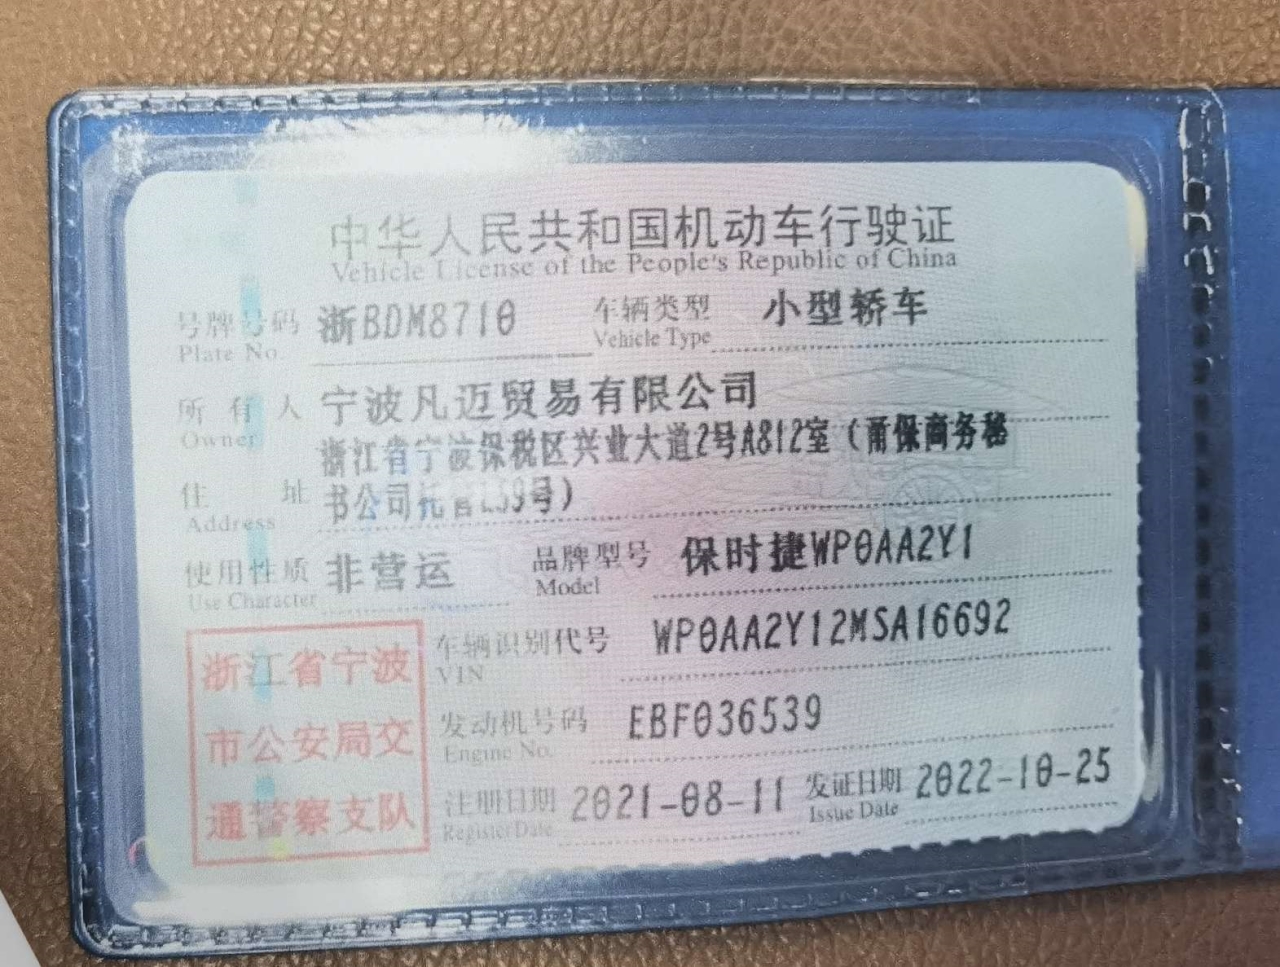 中华人民共和国机动车行驶证
Vehicle License of the People's Republic of China
号牌号码 浙BDM8710 车辆类型 小型轿车
Plate No. Vehicle Type
所有人 宁波凡迈贸易有限公司
Owner
浙江省宁波保税区兴业大道2号A812室（甬保商务秘
住址 书公司托管L59号）
Address
使用性质 非营运 品牌型号 保时捷WP0AA2Y1
Use Character Model
车辆识别代号 WP0AA2Y12MSA16692
VIN
发动机号码 EBF036539
Engine No.
注册日期 2021-08-11 发证日期 2022-10-25
Register Date Issue Date
浙江省宁波
市公安局交
通警察支队